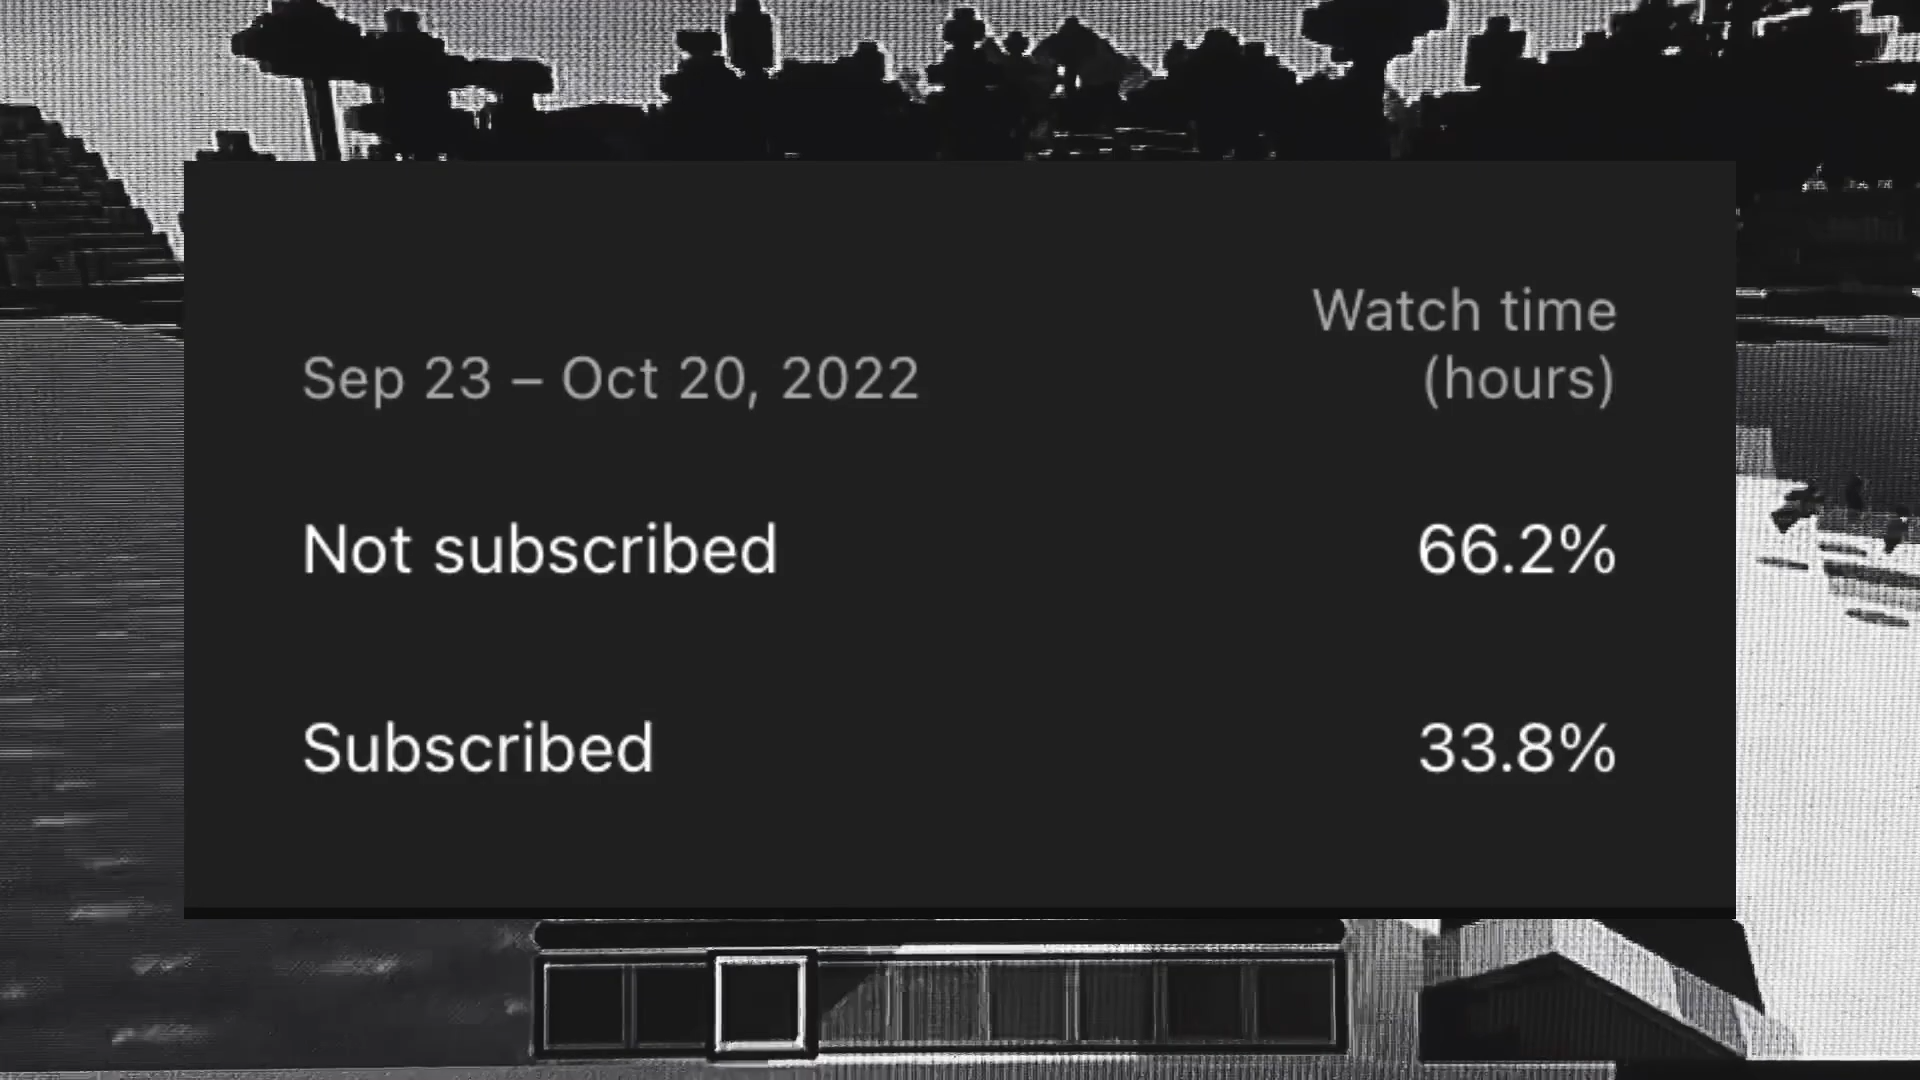 Watch time
(hours)
Sep 23 – Oct 20, 2022
Not subscribed 66.2%
Subscribed 33.8%